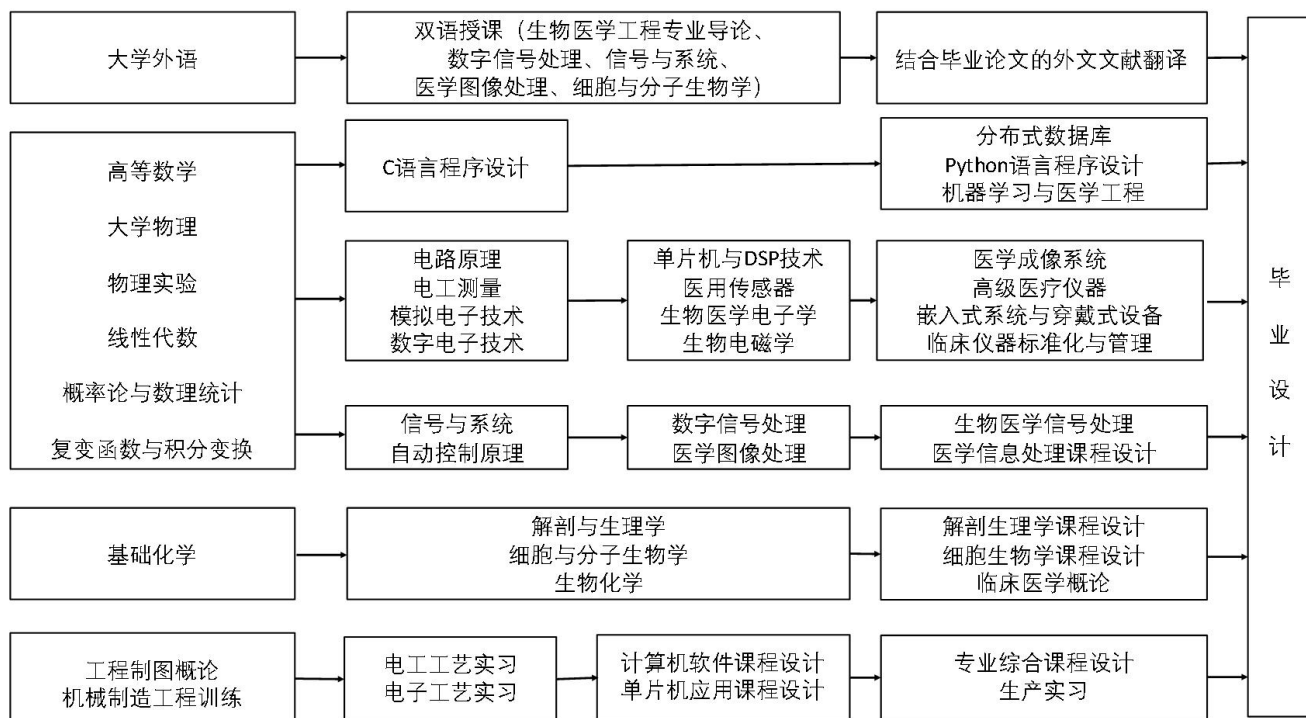 大学外语
双语授课（生物医学工程专业导论、
数字信号处理、信号与系统、
医学图像处理、细胞与分子生物学）
结合毕业论文的外文文献翻译
高等数学
大学物理
物理实验
线性代数
概率论与数理统计
复变函数与积分变换
C语言程序设计
分布式数据库
Python语言程序设计
机器学习与医学工程
电路原理
电工测量
模拟电子技术
数字电子技术
单片机与DSP技术
医用传感器
生物医学电子学
生物电磁学
医学成像系统
高级医疗仪器
嵌入式系统与穿戴式设备
临床仪器标准化与管理
信号与系统
自动控制原理
数字信号处理
医学图像处理
生物医学信号处理
医学信息处理课程设计
基础化学
解剖与生理学
细胞与分子生物学
生物化学
解剖生理学课程设计
细胞生物学课程设计
临床医学概论
工程制图概论
机械制造工程训练
电工工艺实习
电子工艺实习
计算机软件课程设计
单片机应用课程设计
专业综合课程设计
生产实习
毕业设计